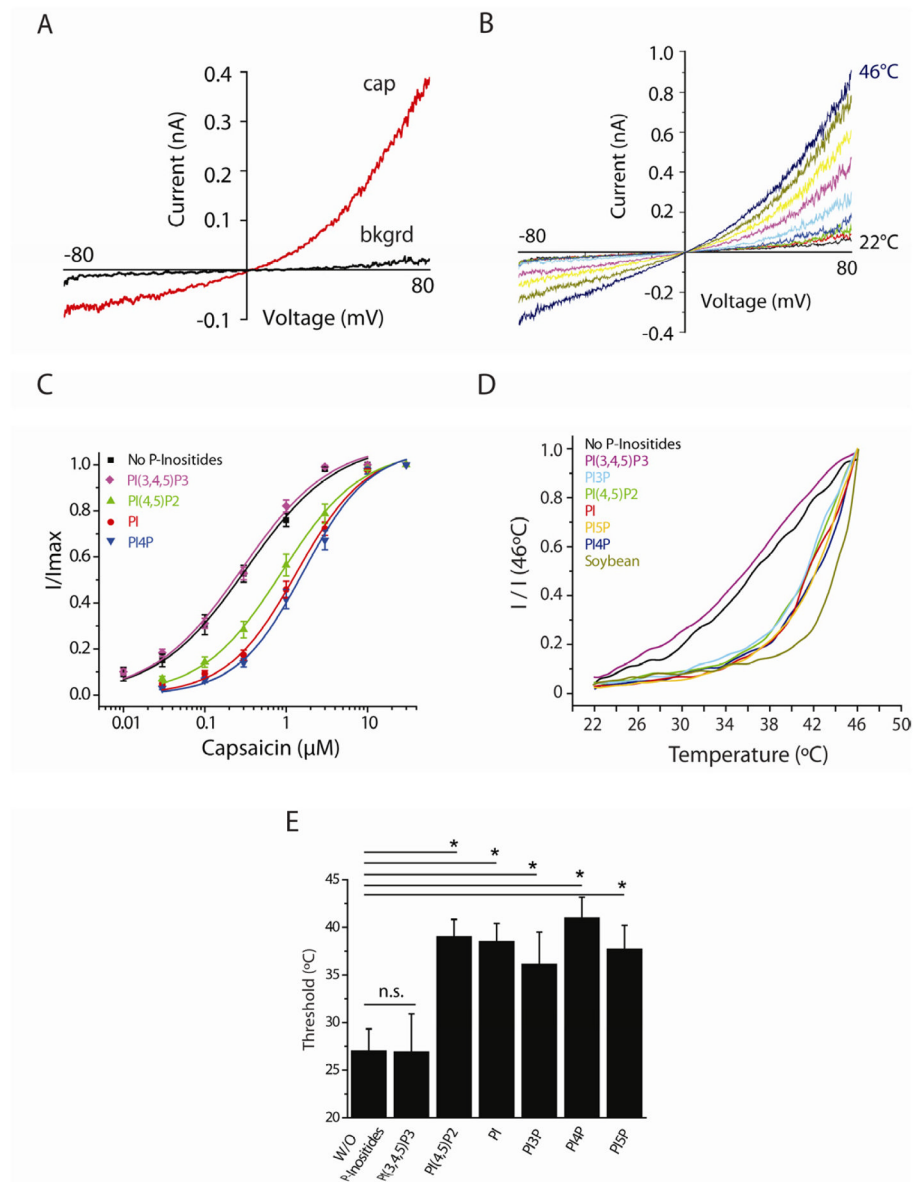 A
0.4
0.3
0.2
0.1
-0.1
Current (nA)
cap
bkgrd
-80
80
Voltage (mV)
B
1.0
0.8
0.6
0.4
0.2
-0.2
-0.4
Current (nA)
46°C
22°C
-80
80
Voltage (mV)
C
No P-Inositides
PI(3,4,5)P3
PI(4,5)P2
PI
PI4P
I/Imax
1.0
0.8
0.6
0.4
0.2
0.0
0.01
0.1
1
10
Capsaicin (µM)
D
No P-Inositides
PI(3,4,5)P3
PI3P
PI(4,5)P2
PI
PI5P
PI4P
Soybean
I / I (46ºC)
1.0
0.8
0.6
0.4
0.2
0
22 26 30 34 38 42 46 50
Temperature (ºC)
E
* * * * *
n.s.
Threshold (ºC)
45
40
35
30
25
20
W/O
P-Inositides
PI(3,4,5)P3
PI(4,5)P2
PI
PI3P
PI4P
PI5P